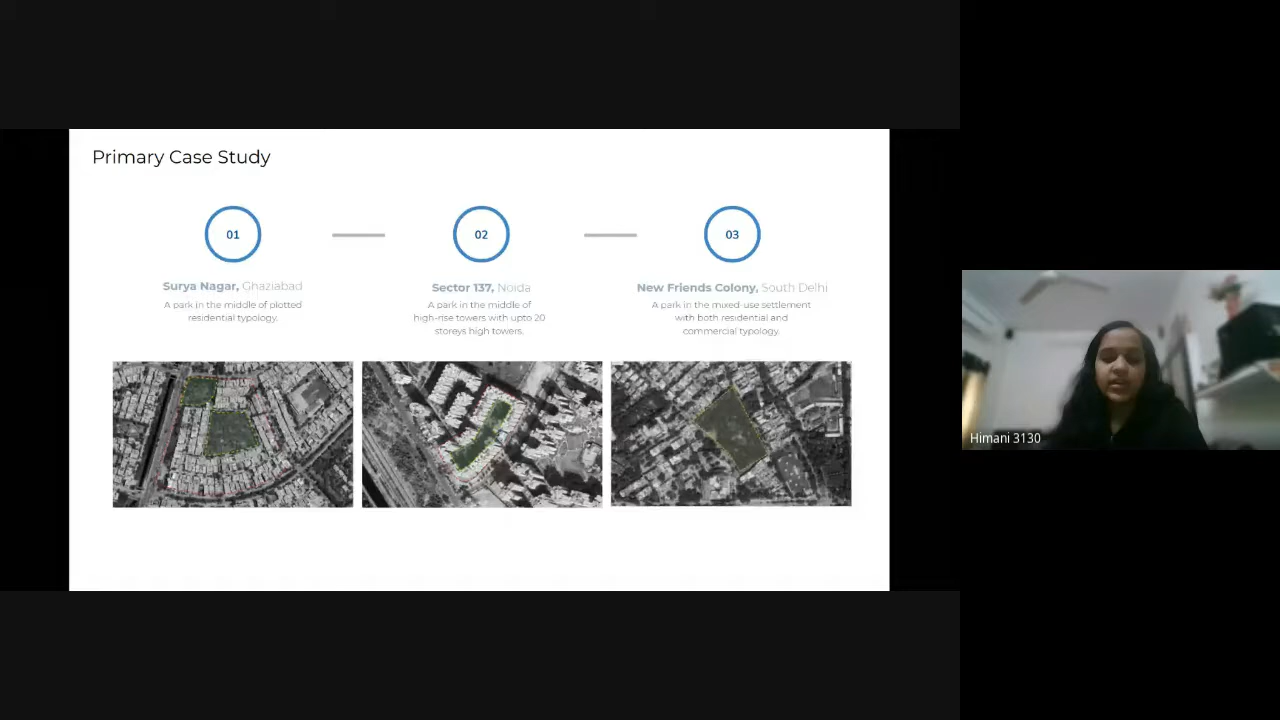 Primary Case Study
01
02
03
Surya Nagar, Ghaziabad
A park in the middle of plotted
residential typology.
Sector 137, Noida
A park in the middle of
high-rise towers with upto 20
storeys high towers.
New Friends Colony, South Delhi
A park in the mixed-use settlement
with both residential and
commercial typology.
Himani 3130